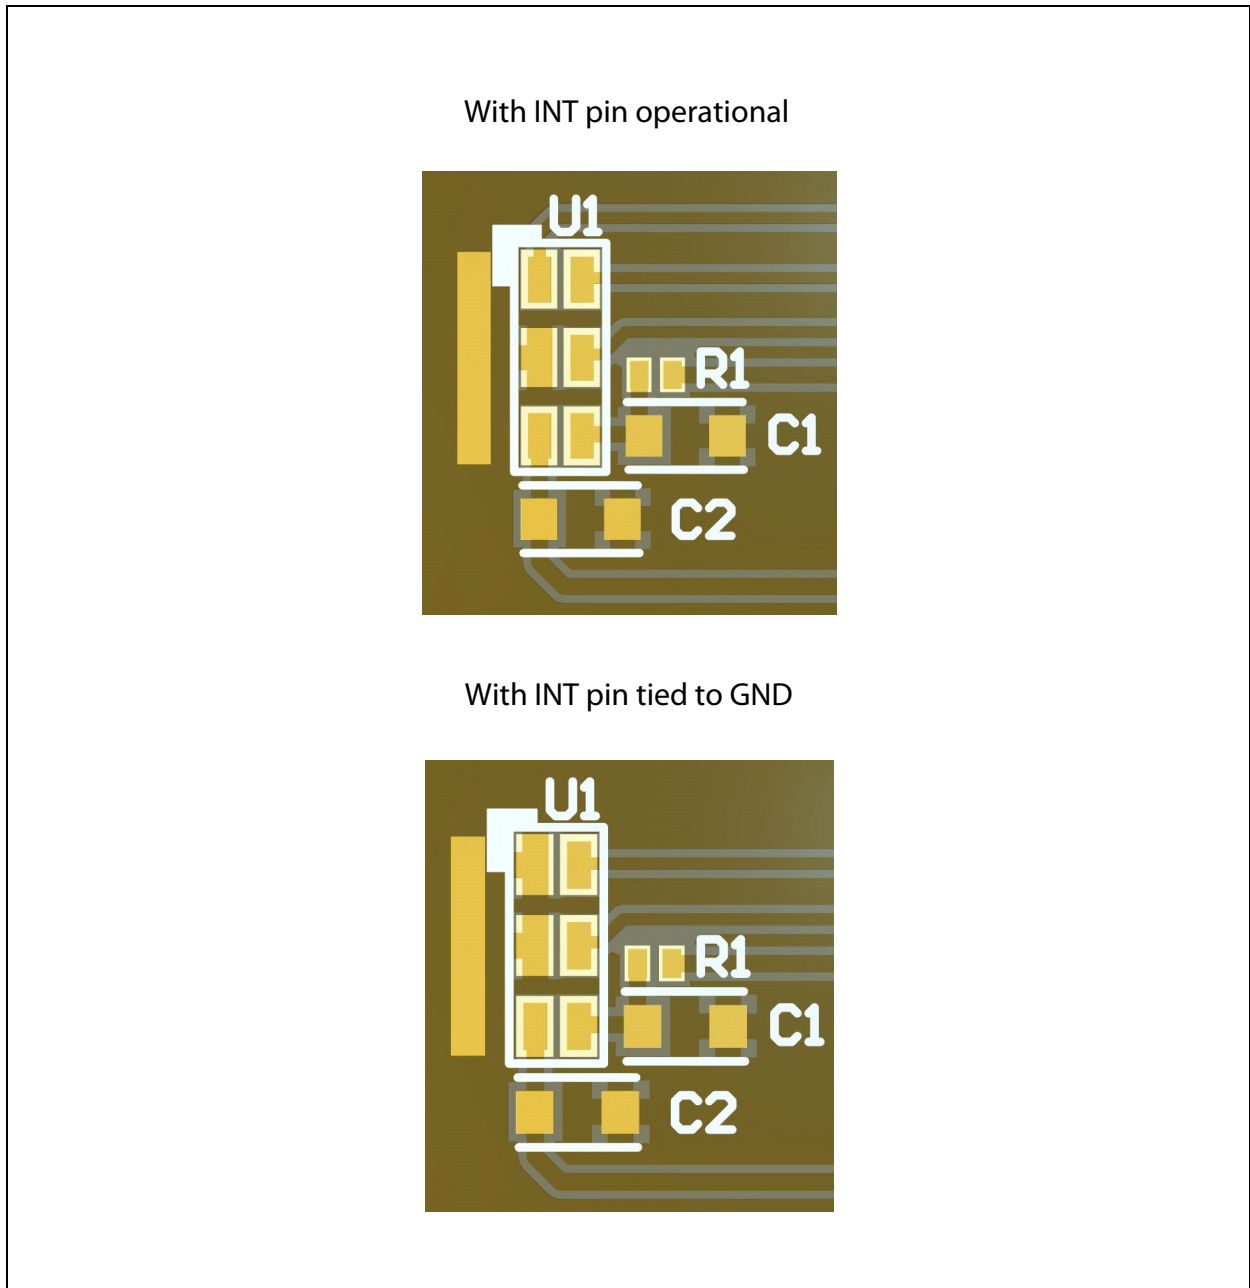 With INT pin operational
U1
R1
C1
C2
With INT pin tied to GND
U1
R1
C1
C2